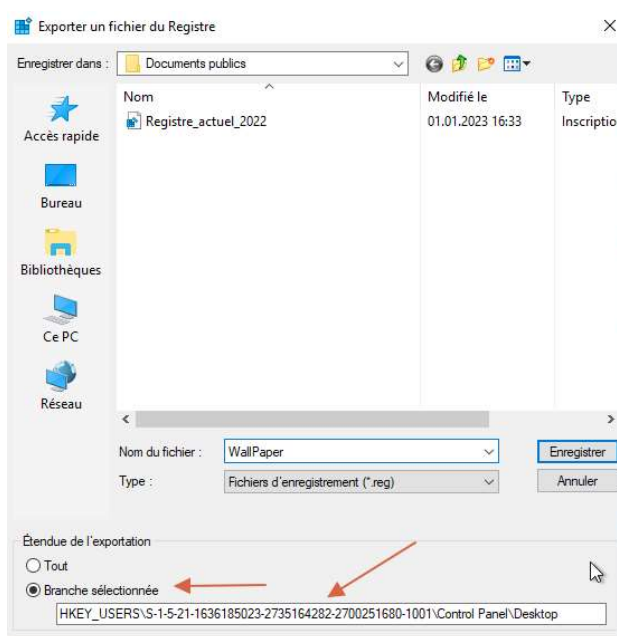 Exporter un fichier du Registre
Enregistrer dans :
Documents publics
Accès rapide
Bureau
Bibliothèques
Ce PC
Réseau
Nom
Modifié le
Type
Registre_actuel_2022
01.01.2023 16:33
Inscriptio
Nom du fichier :
WallPaper
Enregistrer
Type :
Fichiers d'enregistrement (*.reg)
Annuler
Étendue de l'exportation
Tout
Branche sélectionnée
HKEY_USERS\S-1-5-21-1636185023-2735164282-2700251680-1001\Control Panel\Desktop